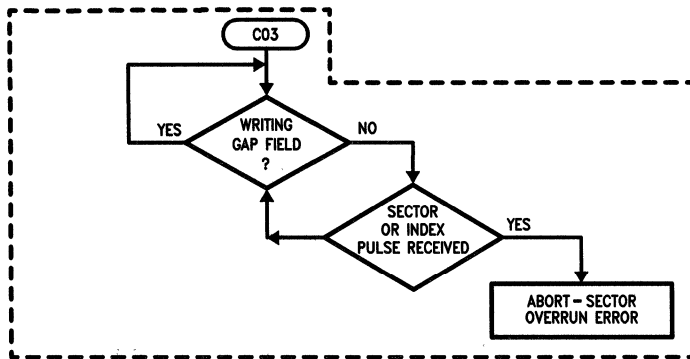 C03
WRITING
GAP FIELD
?
YES
NO
SECTOR
OR INDEX
PULSE RECEIVED
YES
ABORT – SECTOR
OVERRUN ERROR